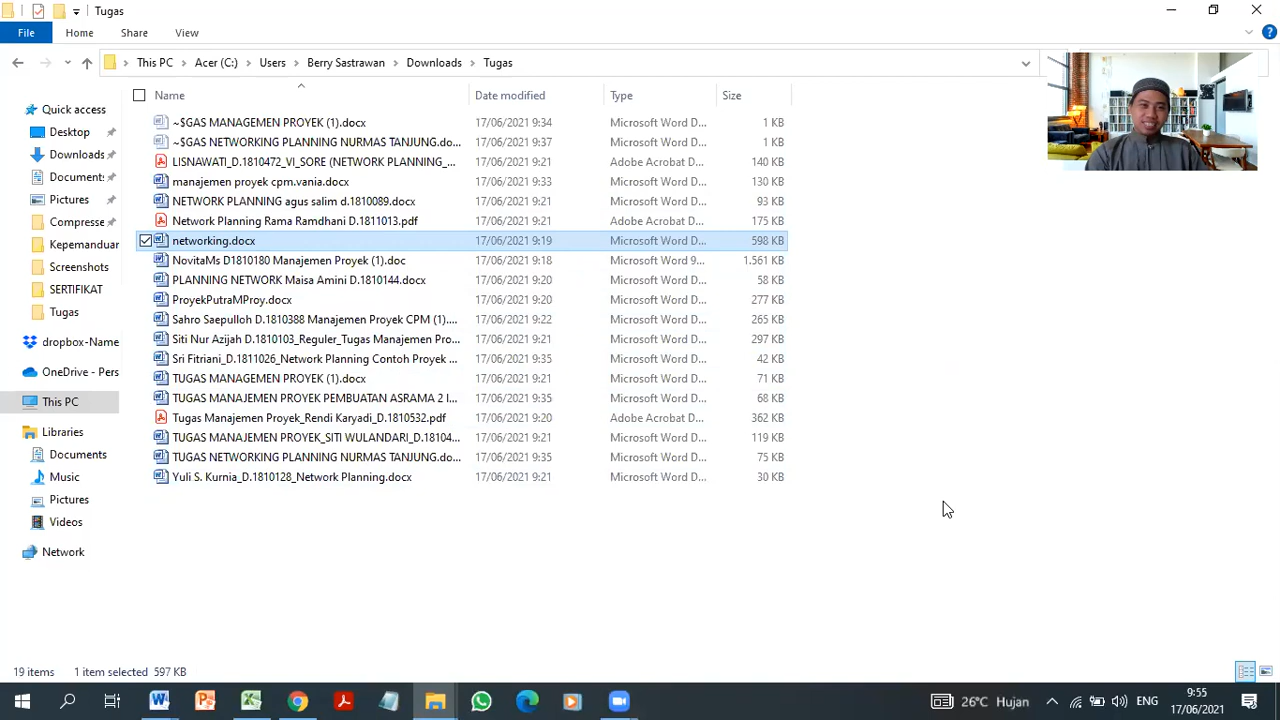 Tugas
File Home Share View
This PC Acer (C:) Users Berry Sastrawan Downloads Tugas
Name Date modified Type Size
Quick access
Desktop
Downloads
Document:
Pictures
Compresse
Kepemanduar
Screenshots
SERTIFIKAT
Tugas
dropbox-Name
OneDrive - Pers
This PC
Libraries
Documents
Music
Pictures
Videos
Network
~$GAS MANAGEMEN PROYEK (1).docx 17/06/2021 9:34 Microsoft Word D... 1 KB
~$GAS NETWORKING PLANNING NURMAS TANJUNG.do... 17/06/2021 9:37 Microsoft Word D... 1 KB
LISNAWATI_D.1810472_VI_SORE (NETWORK PLANNING_... 17/06/2021 9:21 Adobe Acrobat D... 140 KB
manajemen proyek cpm.vania.docx 17/06/2021 9:33 Microsoft Word D... 130 KB
NETWORK PLANNING agus salim d.1810089.docx 17/06/2021 9:21 Microsoft Word D... 93 KB
Network Planning Rama Ramdhani D.1811013.pdf 17/06/2021 9:21 Adobe Acrobat D... 175 KB
networking.docx 17/06/2021 9:19 Microsoft Word D... 598 KB
NovitaMs D1810180 Manajemen Proyek (1).doc 17/06/2021 9:18 Microsoft Word 9... 1.561 KB
PLANNING NETWORK Maisa Amini D.1810144.docx 17/06/2021 9:20 Microsoft Word D... 58 KB
ProyekPutraMProy.docx 17/06/2021 9:20 Microsoft Word D... 277 KB
Sahro Saepulloh D.1810388 Manajemen Proyek CPM (1).... 17/06/2021 9:22 Microsoft Word D... 265 KB
Siti Nur Azijah D.1810103_Reguler_Tugas Manajemen Pro... 17/06/2021 9:21 Microsoft Word D... 297 KB
Sri Fitriani_D.1811026_Network Planning Contoh Proyek ... 17/06/2021 9:35 Microsoft Word D... 42 KB
TUGAS MANAGEMEN PROYEK (1).docx 17/06/2021 9:21 Microsoft Word D... 71 KB
TUGAS MANAJEMEN PROYEK PEMBUATAN ASRAMA 2 l... 17/06/2021 9:35 Microsoft Word D... 68 KB
Tugas Manajemen Proyek_Rendi Karyadi_D.1810532.pdf 17/06/2021 9:20 Adobe Acrobat D... 362 KB
TUGAS MANAJEMEN PROYEK_SITI WULANDARI_D.18104... 17/06/2021 9:21 Microsoft Word D... 119 KB
TUGAS NETWORKING PLANNING NURMAS TANJUNG.do... 17/06/2021 9:35 Microsoft Word D... 75 KB
Yuli S. Kurnia_D.1810128_Network Planning.docx 17/06/2021 9:21 Microsoft Word D... 30 KB
19 items 1 item selected 597 KB
26°C Hujan ENG 9:55
17/06/2021